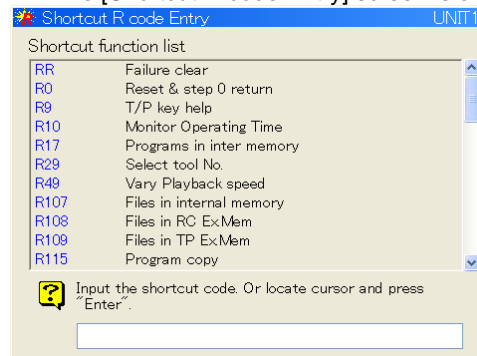 Shortcut R code Entry UNIT1
Shortcut function list
RR Failure clear
R0 Reset & step 0 return
R9 T/P key help
R10 Monitor Operating Time
R17 Programs in inter memory
R29 Select tool No.
R49 Vary Playback speed
R107 Files in internal memory
R108 Files in RC ExMem
R109 Files in TP ExMem
R115 Program copy
Input the shortcut code. Or locate cursor and press
"Enter".